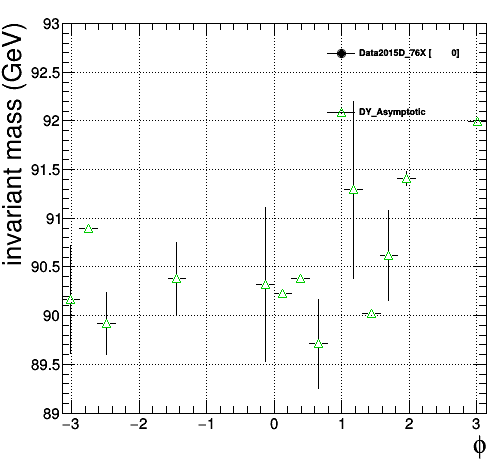 invariant mass (GeV)
93
92.5
92
91.5
91
90.5
90
89.5
89
Data2015D_76X [ 0]
DY_Asymptotic
−3 −2 −1 0 1 2 3
ϕ